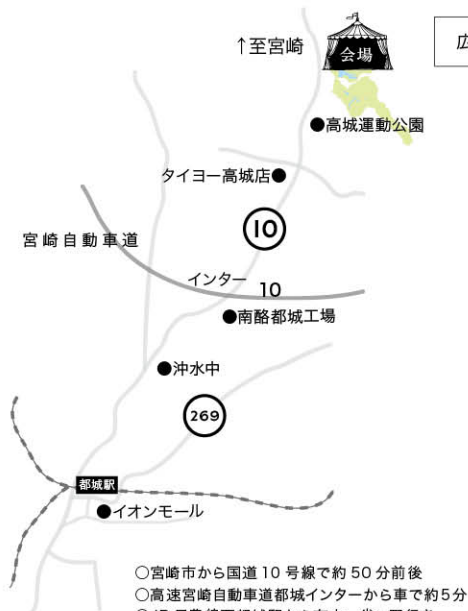 ↑至宮崎
会場
広
●高城運動公園
タイヨー高城店●
10
宮崎自動車道
インター
10
●南酪都城工場
●沖水中
269
都城駅
●イオンモール
○宮崎市から国道10号線で約50分前後
○高速宮崎自動車道都城インターから車で約5分